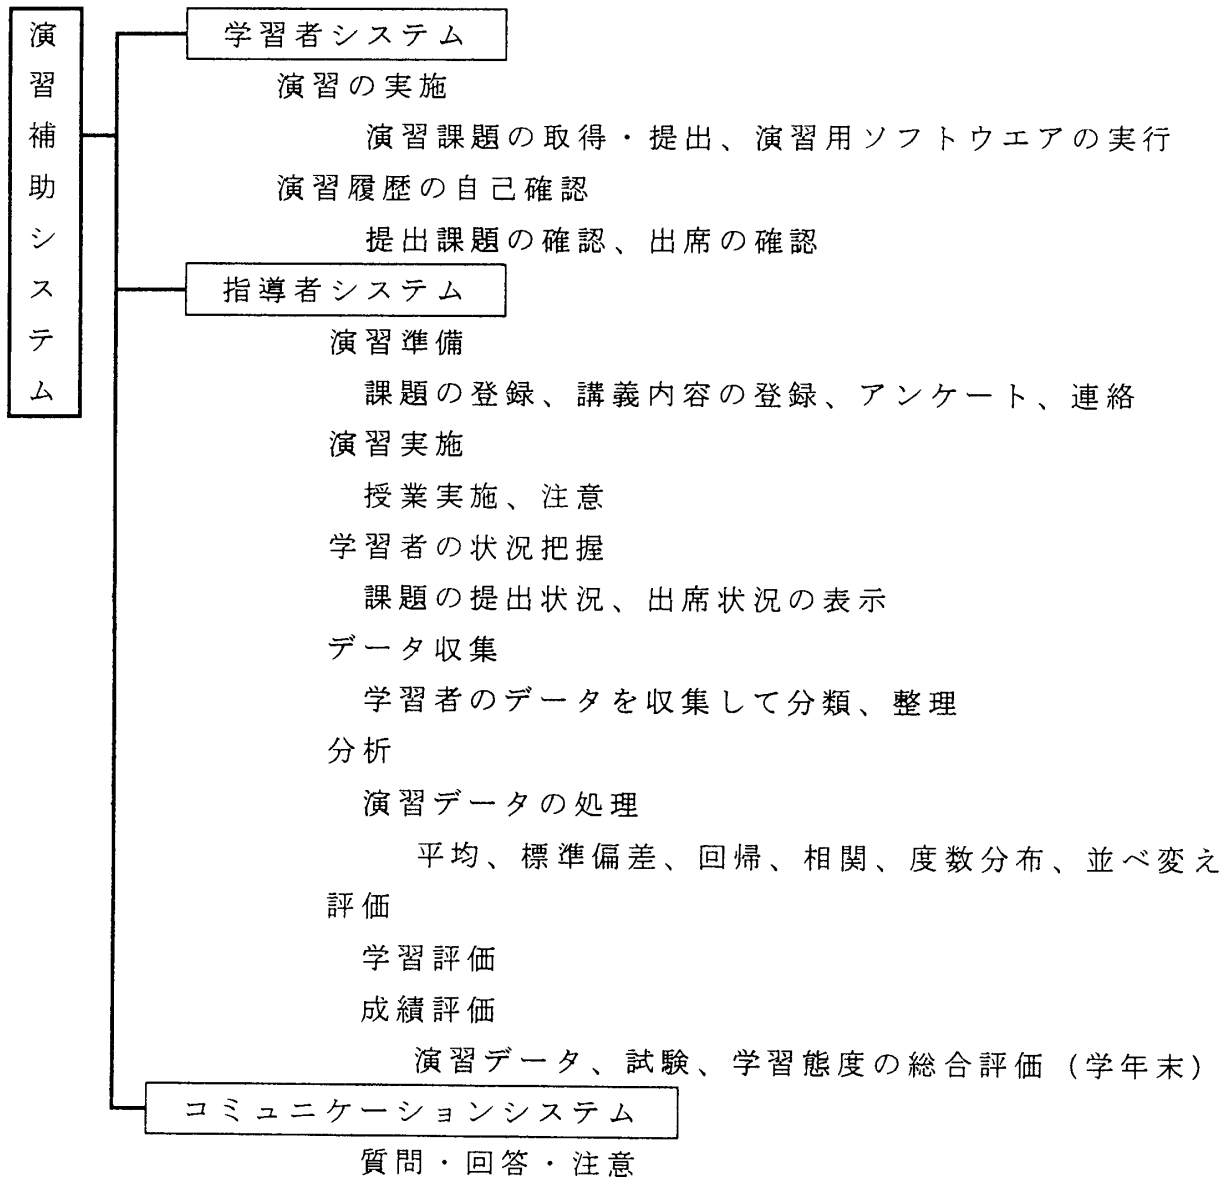 演習補助システム
学習者システム
演習の実施
演習課題の取得・提出、演習用ソフトウエアの実行
演習履歴の自己確認
提出課題の確認、出席の確認
指導者システム
演習準備
課題の登録、講義内容の登録、アンケート、連絡
演習実施
授業実施、注意
学習者の状況把握
課題の提出状況、出席状況の表示
データ収集
学習者のデータを収集して分類、整理
分析
演習データの処理
平均、標準偏差、回帰、相関、度数分布、並べ変え
評価
学習評価
成績評価
演習データ、試験、学習態度の総合評価（学年末）
コミュニケーションシステム
質問・回答・注意